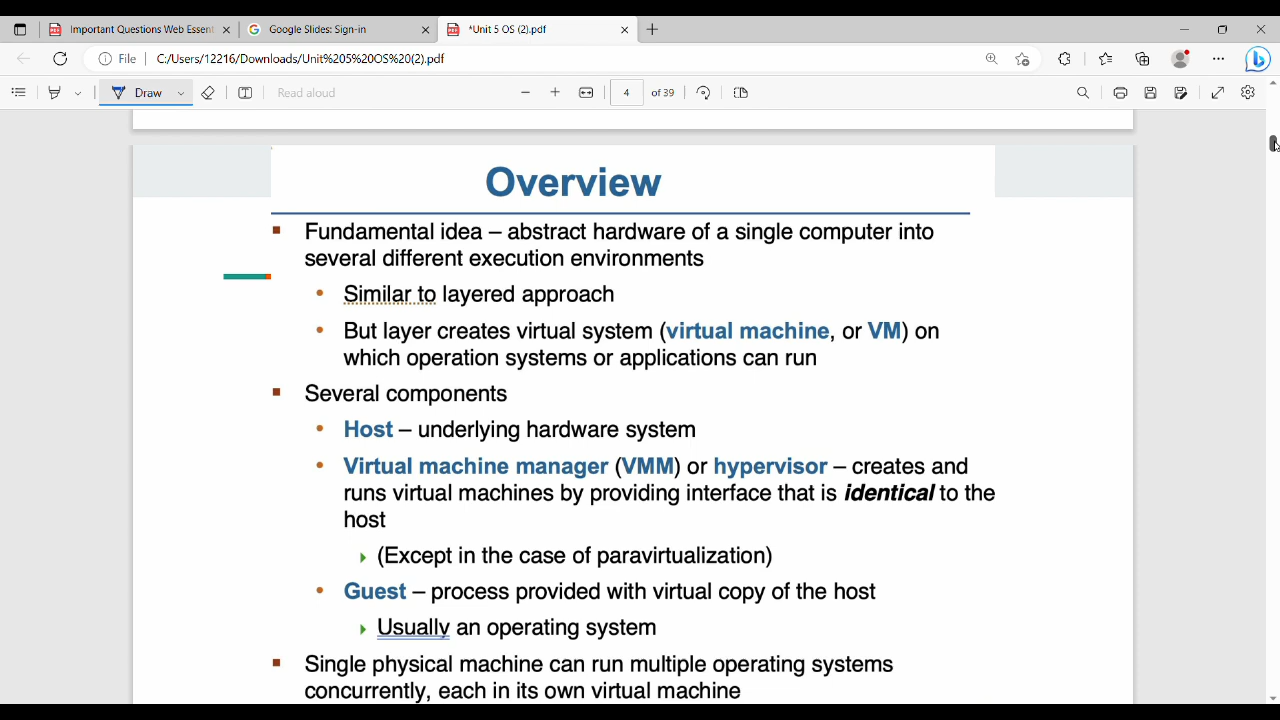 Important Questions Web Essent
Google Slides: Sign-in
*Unit 5 OS (2).pdf
File
C:/Users/12216/Downloads/Unit%205%20OS%20(2).pdf
Draw
Read aloud
4
of 39
Overview
Fundamental idea – abstract hardware of a single computer into
several different execution environments
Similar to layered approach
But layer creates virtual system (virtual machine, or VM) on
which operation systems or applications can run
Several components
Host – underlying hardware system
Virtual machine manager (VMM) or hypervisor – creates and
runs virtual machines by providing interface that is identical to the
host
(Except in the case of paravirtualization)
Guest – process provided with virtual copy of the host
Usually an operating system
Single physical machine can run multiple operating systems
concurrently, each in its own virtual machine